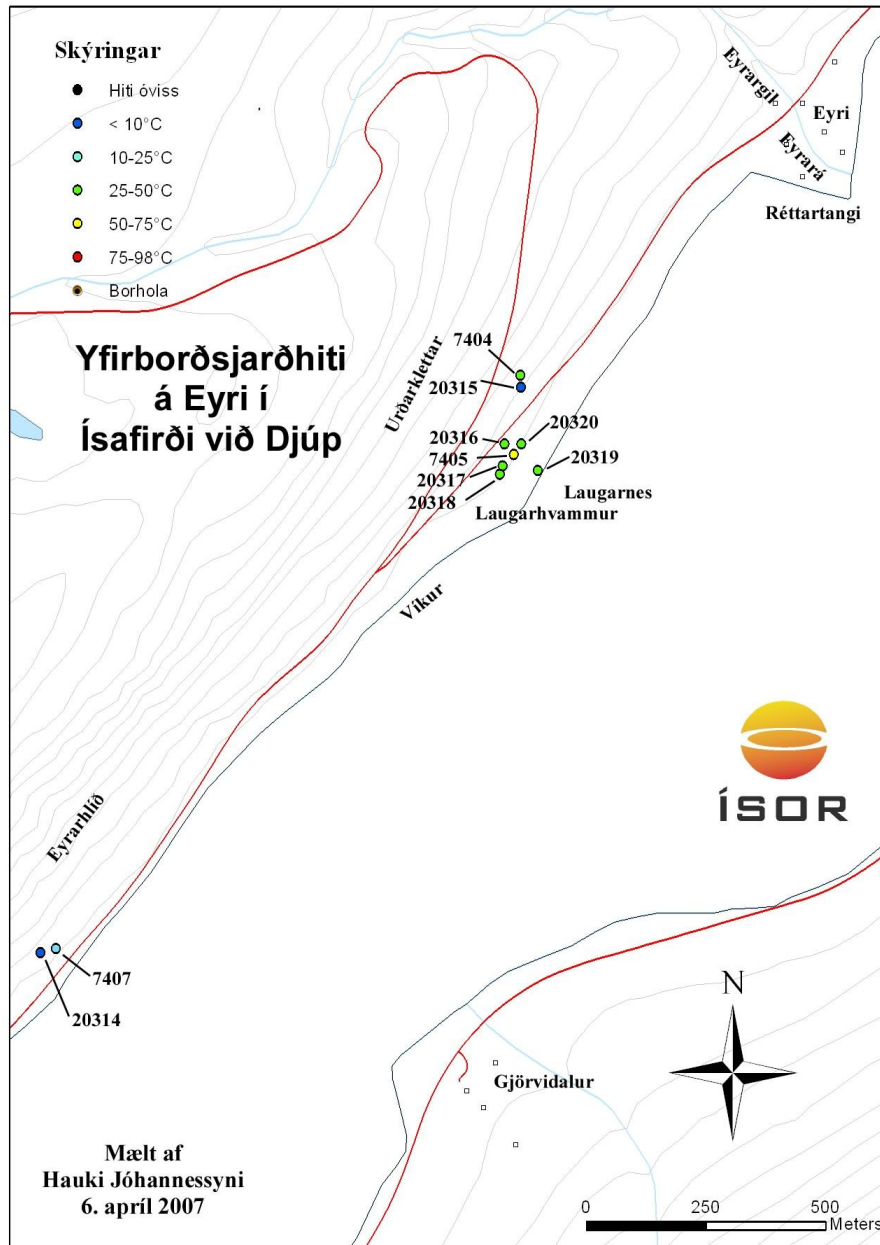 Skýringar
Hiti óviss
< 10°C
10-25°C
25-50°C
50-75°C
75-98°C
Borhola
Eyrargil
Eyri
Eyrará
Réttartangi
Yfirborðsjarðhiti
á Eyri í
Ísafirði við Djúp
Urðarklettar
7404
20315
20316
20320
7405
20317
20319
20318
Laugarnes
Laugarhvammur
Víkur
ÍSOR
Eyrarhlíð
7407
20314
N
Gjörvidalur
Mælt af
Hauki Jóhannessyni
6. apríl 2007
0 250 500
Meters